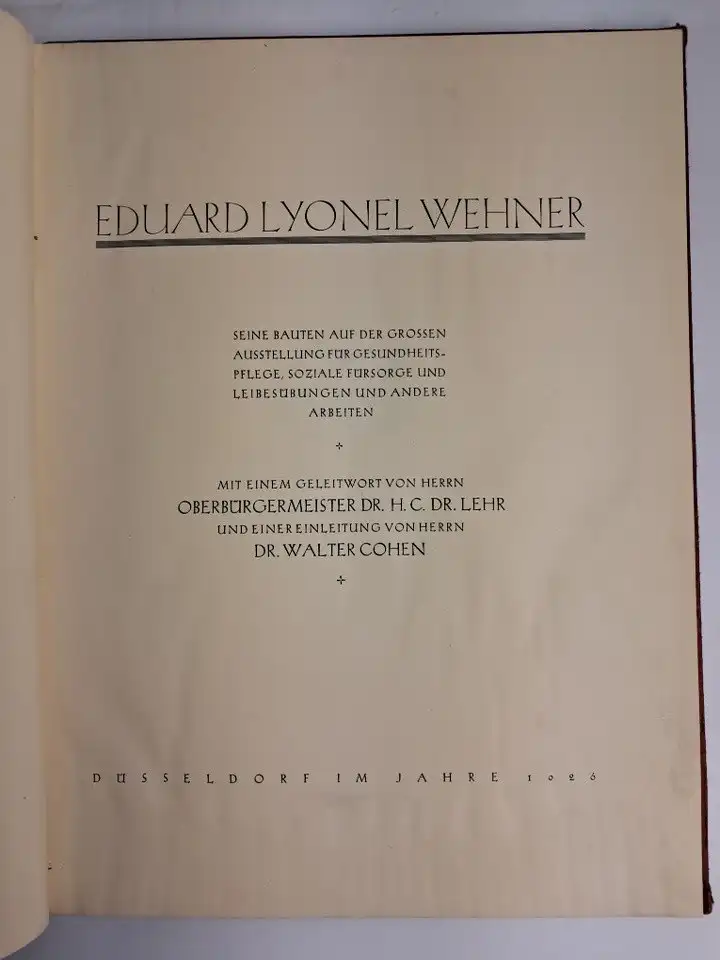 EDUARD LYONEL WEHNER
SEINE BAUTEN AUF DER GROSSEN
AUSSTELLUNG FÜR GESUNDHEITS-
PFLEGE, SOZIALE FÜRSORGE UND
LEIBESÜBUNGEN UND ANDERE
ARBEITEN
MIT EINEM GELEITWORT VON HERRN
OBERBÜRGERMEISTER DR. H. C. DR. LEHR
UND EINER EINLEITUNG VON HERRN
DR. WALTER COHEN
DÜSSELDORF IM JAHRE 1926